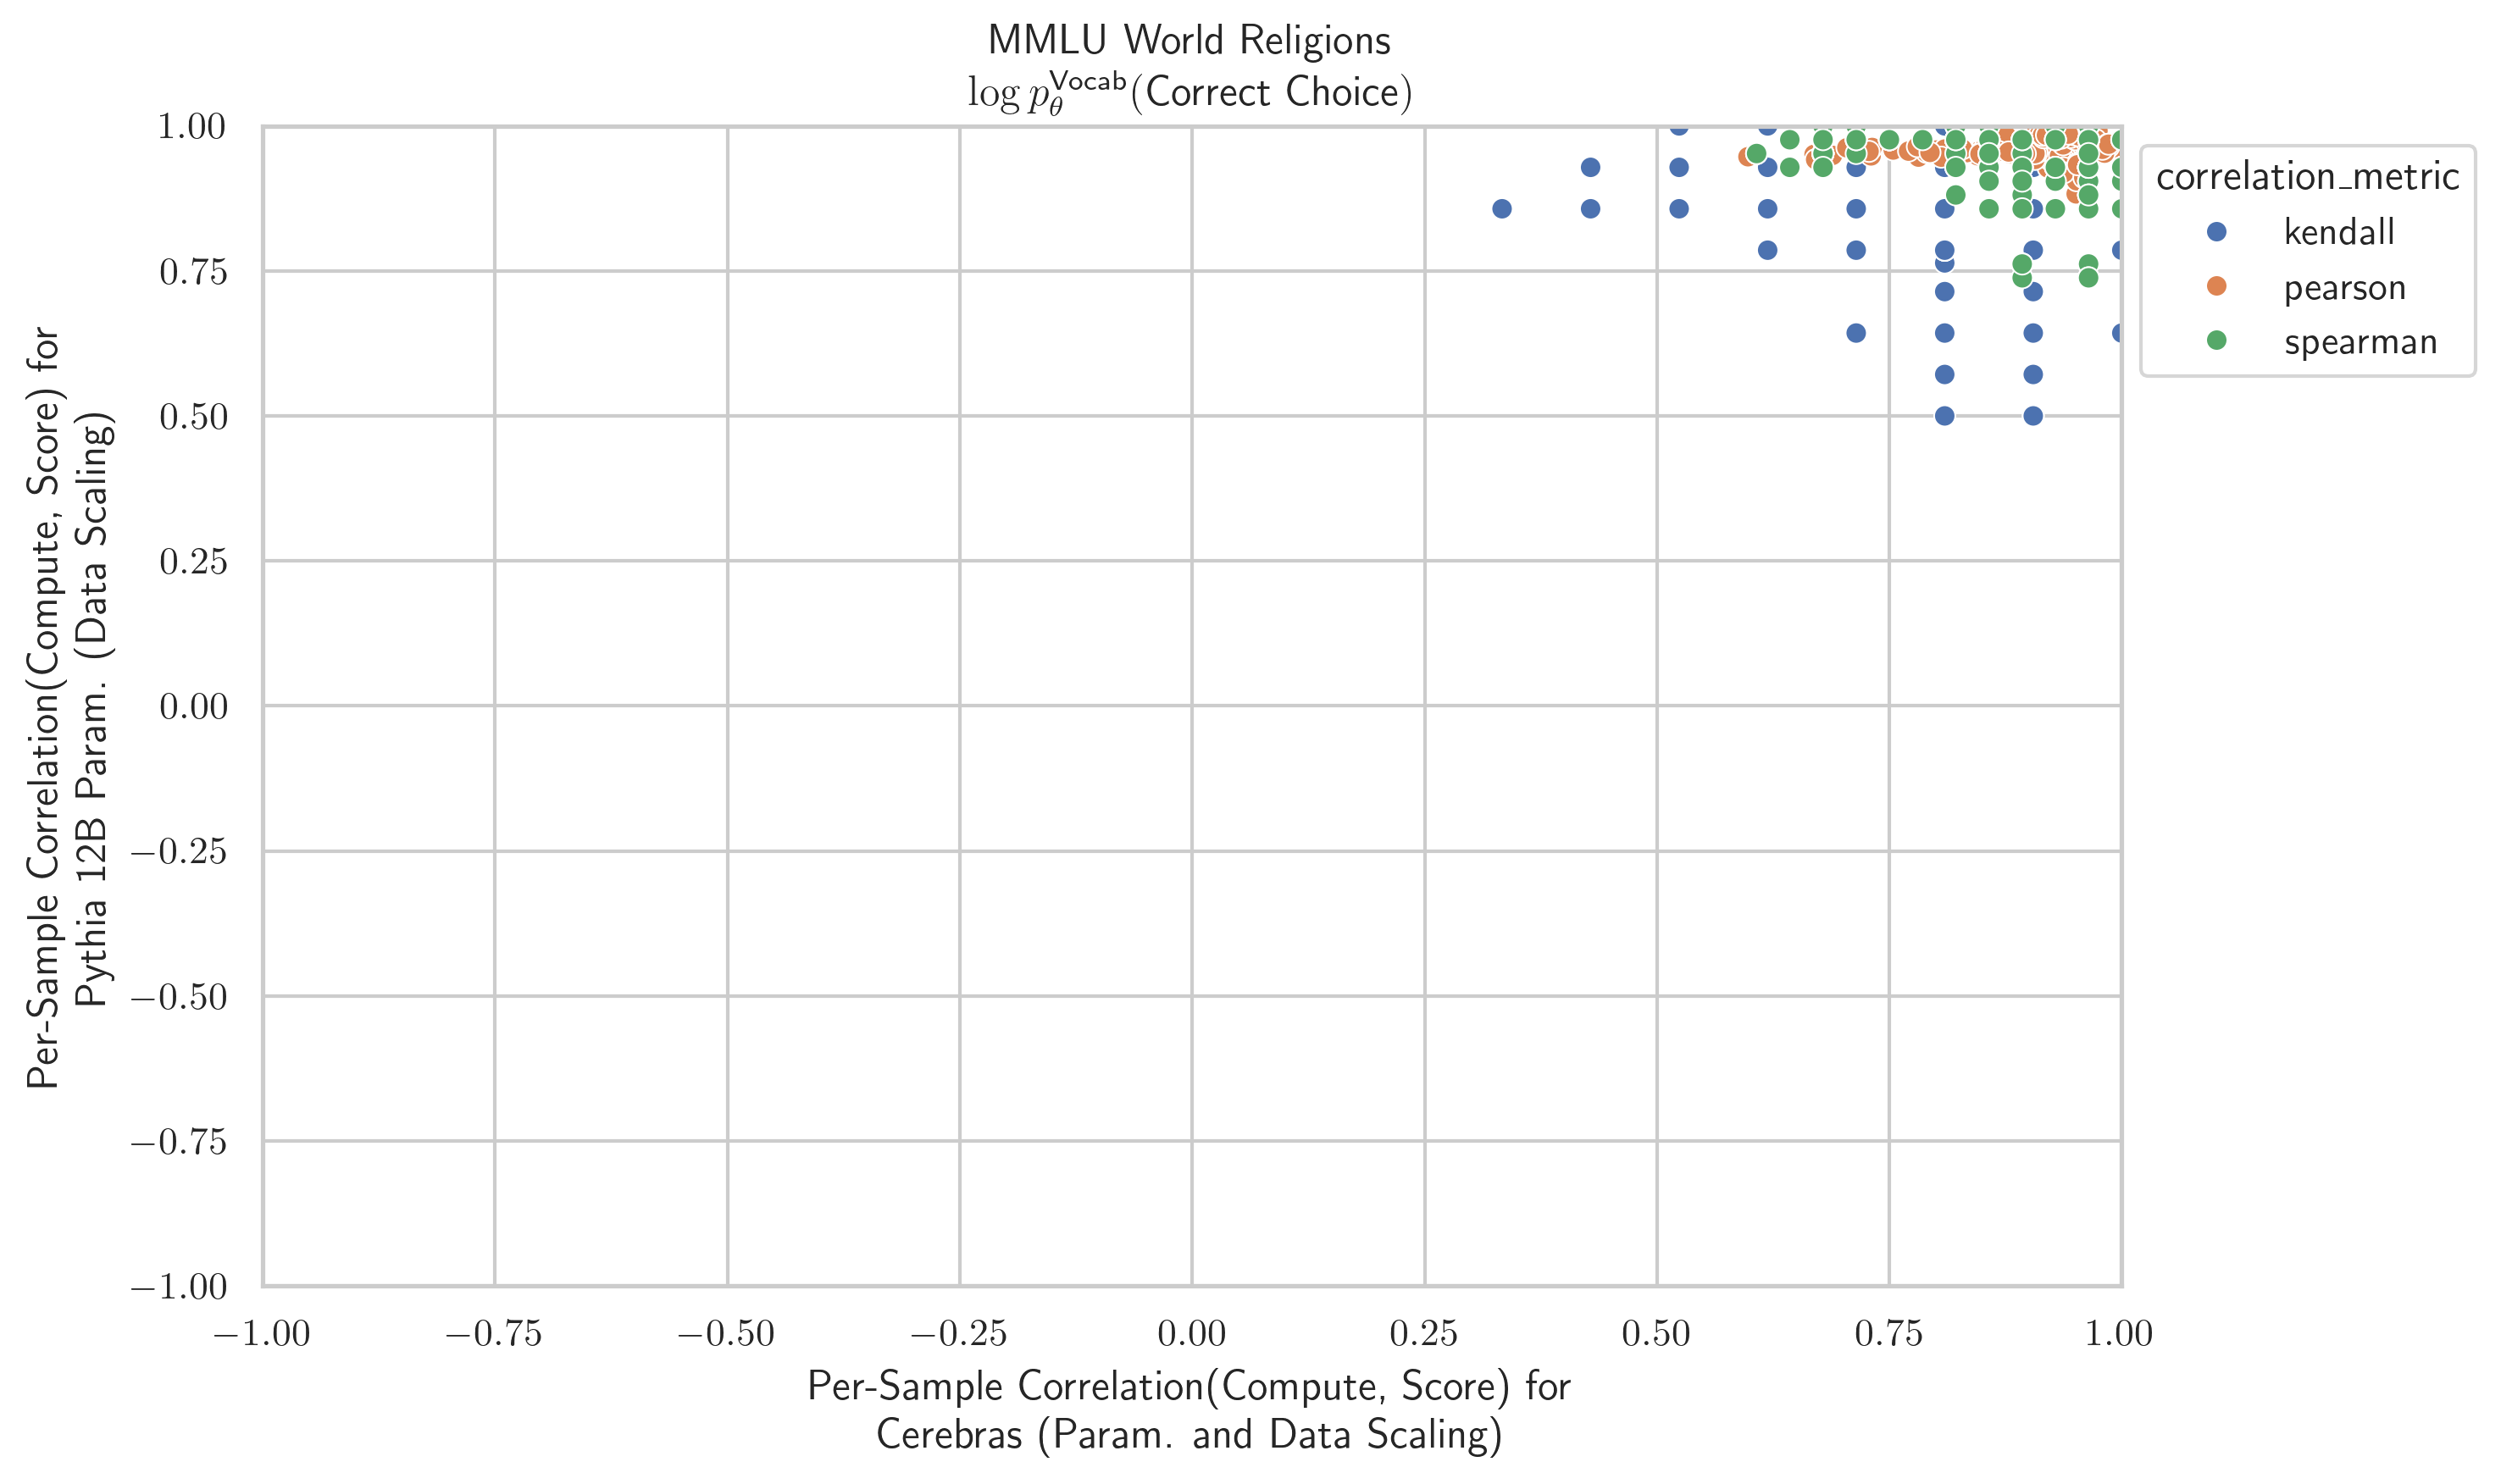 MMLU World Religions
log p_θ^Vocab(Correct Choice)
Per-Sample Correlation(Compute, Score) for
Pythia 12B Param. (Data Scaling)
1.00
0.75
0.50
0.25
0.00
−0.25
−0.50
−0.75
−1.00
−1.00 −0.75 −0.50 −0.25 0.00 0.25 0.50 0.75 1.00
Per-Sample Correlation(Compute, Score) for
Cerebras (Param. and Data Scaling)
correlation_metric
kendall
pearson
spearman